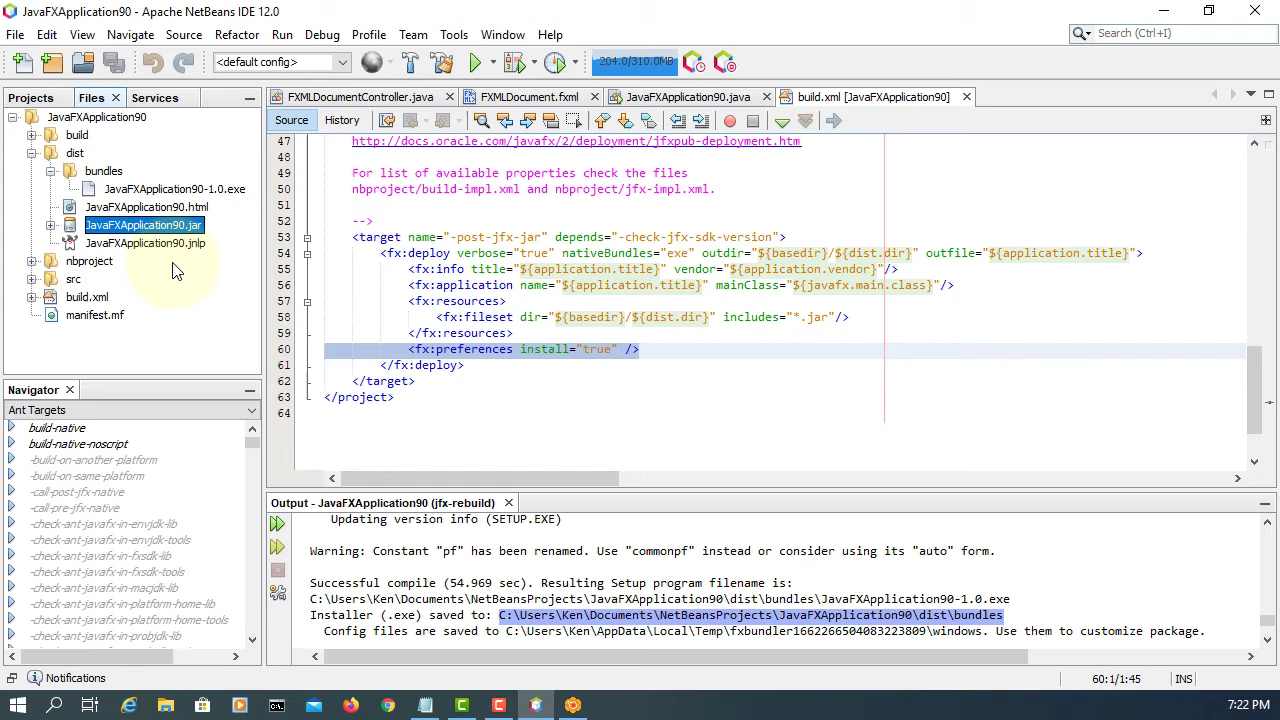 JavaFXApplication90 - Apache NetBeans IDE 12.0
File Edit View Navigate Source Refactor Run Debug Profile Team Tools Window Help
Search (Ctrl+I)
<default config>
204.0/310.0MB
Projects Files Services
FXMLDocumentController.java FXMLDocument.fxml JavaFXApplication90.java build.xml [JavaFXApplication90]
Source History
JavaFXApplication90
build
dist
bundles
JavaFXApplication90-1.0.exe
JavaFXApplication90.html
JavaFXApplication90.jar
JavaFXApplication90.jnlp
nbproject
src
build.xml
manifest.mf
47 http://docs.oracle.com/javafx/2/deployment/jfxpub-deployment.htm
48
49 For list of available properties check the files
50 nbproject/build-impl.xml and nbproject/jfx-impl.xml.
51
52 -->
53 <target name="-post-jfx-jar" depends="-check-jfx-sdk-version">
54 <fx:deploy verbose="true" nativeBundles="exe" outdir="${basedir}/${dist.dir}" outfile="${application.title}">
55 <fx:info title="${application.title}" vendor="${application.vendor}"/>
56 <fx:application name="${application.title}" mainClass="${javafx.main.class}"/>
57 <fx:resources>
58 <fx:fileset dir="${basedir}/${dist.dir}" includes="*.jar"/>
59 </fx:resources>
60 <fx:preferences install="true" />
61 </fx:deploy>
62 </target>
63 </project>
64
Navigator
Ant Targets
build-native
build-native-noscript
-build-on-another-platform
-build-on-same-platform
-call-post-jfx-native
-call-pre-jfx-native
-check-ant-javafx-in-envjdk-lib
-check-ant-javafx-in-envjdk-tools
-check-ant-javafx-in-fxsdk-lib
-check-ant-javafx-in-fxsdk-tools
-check-ant-javafx-in-macjdk-lib
-check-ant-javafx-in-platform-home-lib
-check-ant-javafx-in-platform-home-tools
-check-ant-javafx-in-probjdk-lib
Output - JavaFXApplication90 (jfx-rebuild)
Updating version info (SETUP.EXE)
Warning: Constant "pf" has been renamed. Use "commonpf" instead or consider using its "auto" form.
Successful compile (54.969 sec). Resulting Setup program filename is:
C:\Users\Ken\Documents\NetBeansProjects\JavaFXApplication90\dist\bundles\JavaFXApplication90-1.0.exe
Installer (.exe) saved to: C:\Users\Ken\Documents\NetBeansProjects\JavaFXApplication90\dist\bundles
Config files are saved to C:\Users\Ken\AppData\Local\Temp\fxbundler1662266504083223809\windows. Use them to customize package.
Notifications
60:1/1:45 INS
7:22 PM